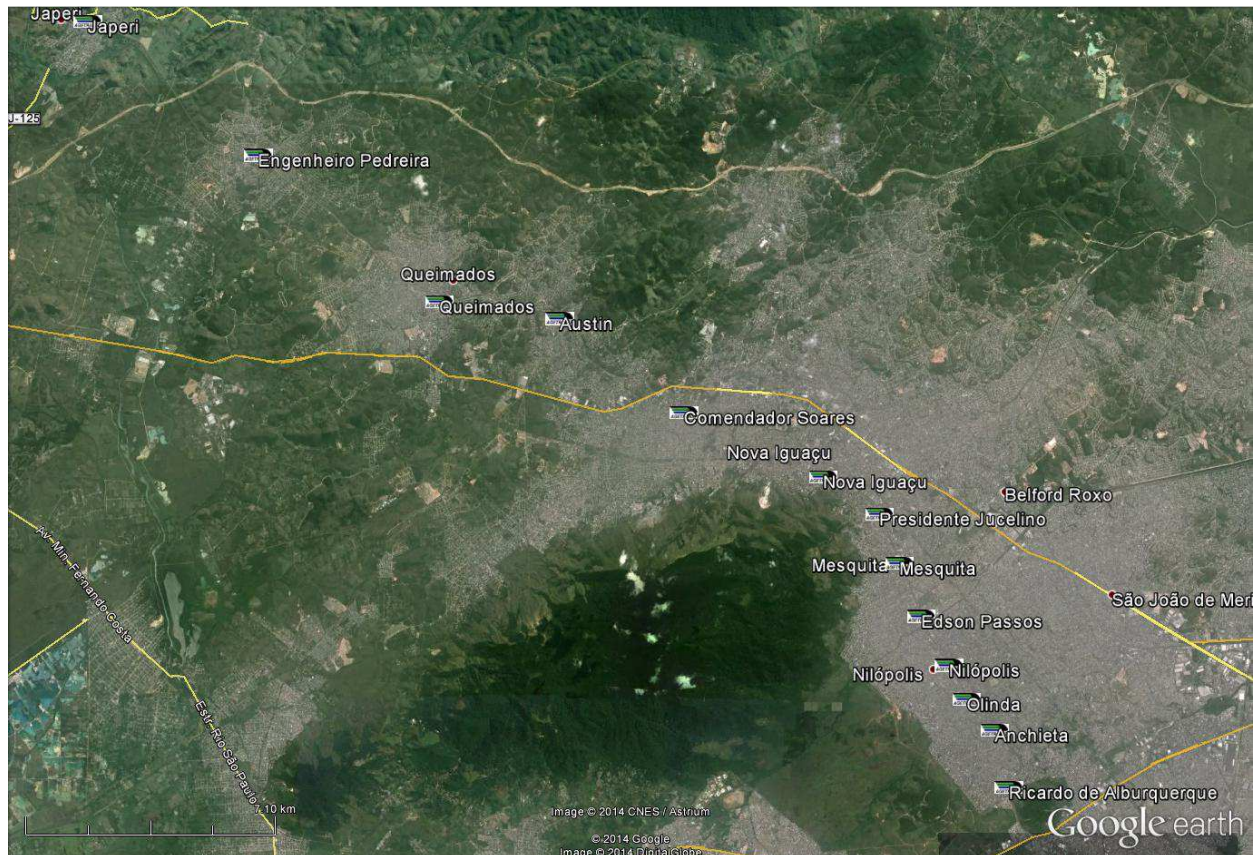 Japeri
Japeri
J-125
Engenheiro Pedreira
Queimados
Queimados
Austin
Comendador Soares
Nova Iguaçu
Nova Iguaçu
Belford Roxo
Presidente Jucelino
Mesquita
Mesquita
São João de Meri
Edson Passos
Nilópolis
Nilópolis
Olinda
Anchieta
Ricardo de Alburquerque
Av. Min. Fernando Costa
Estr. Rio São Paulo
7,10 km
Image © 2014 CNES / Astrium
© 2014 Google
Image © 2014 DigitalGlobe
Google earth